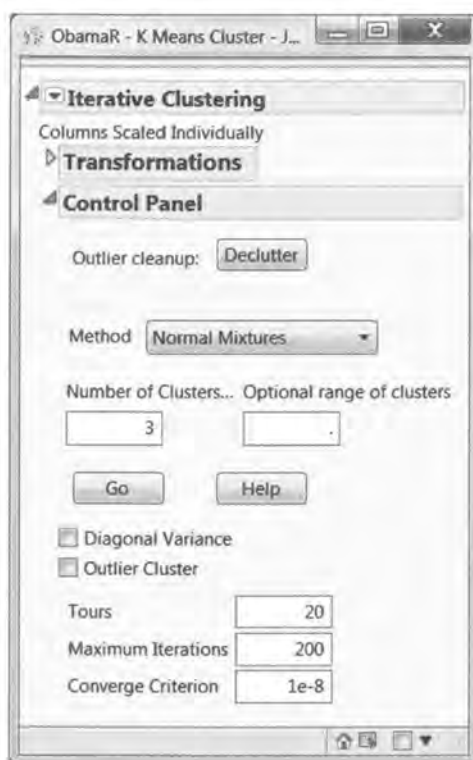 ObamaR - K Means Cluster - J...
Iterative Clustering
Columns Scaled Individually
Transformations
Control Panel
Outlier cleanup: Declutter
Method Normal Mixtures
Number of Clusters... Optional range of clusters
3 .
Go Help
Diagonal Variance
Outlier Cluster
Tours 20
Maximum Iterations 200
Converge Criterion 1e-8